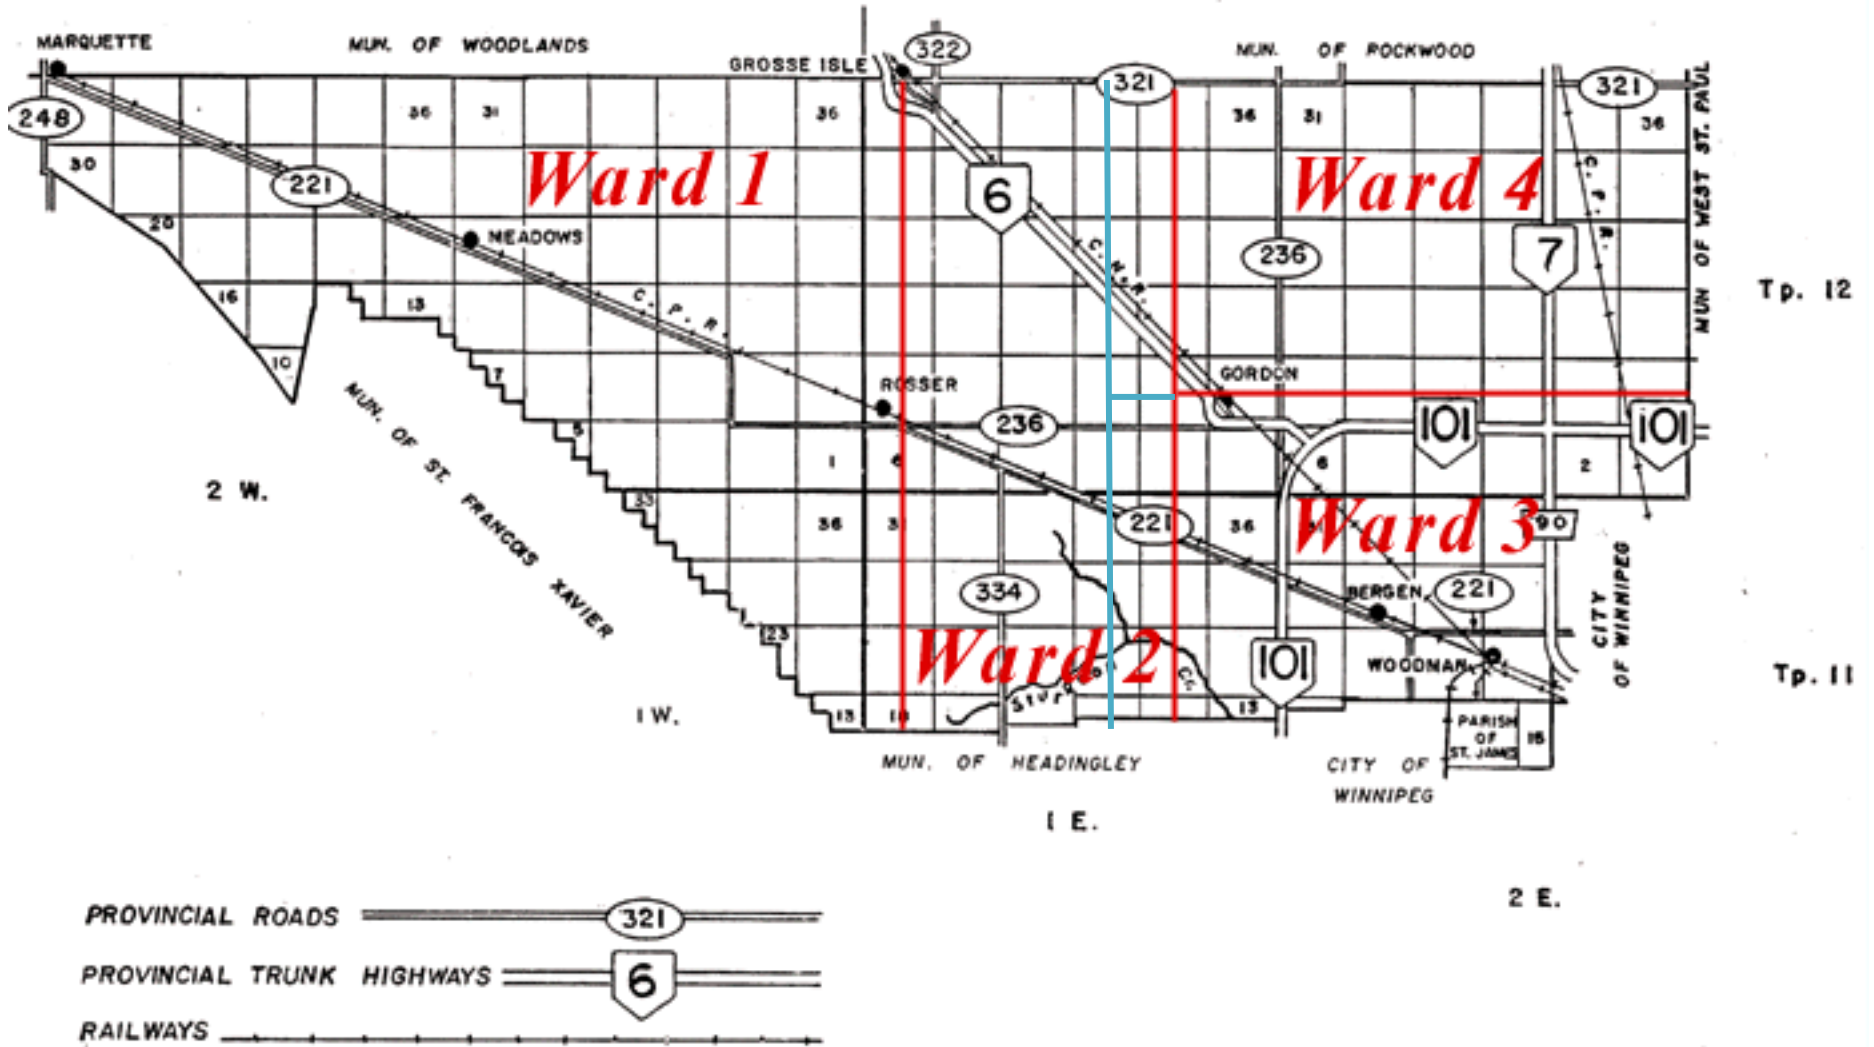 MARQUETTE
MUN. OF WOODLANDS
GROSSE ISLE
322
MUN. OF ROCKWOOD
321
321
248
36
31
36
36
31
36
MUN OF WEST ST. PAUL
30
Ward 1
Ward 4
C. P. R.
221
6
20
MEADOWS
C. N. R.
236
7
16
13
C. P. R.
Tp. 12
10
7
ROSSER
GORDON
MUN. OF ST. FRANCOIS XAVIER
236
101
101
1
6
6
2
2 W.
33
36
31
221
36
Ward 3
90
CITY
OF WINNIPEG
334
BERGEN
221
23
Ward 2
101
WOODMAN
Cr.
Tp. 11
1 W.
13
18
13
PARISH
OF
ST. JAMES
MUN. OF HEADINGLEY
CITY OF
WINNIPEG
1 E.
2 E.
PROVINCIAL ROADS
321
PROVINCIAL TRUNK HIGHWAYS
6
RAILWAYS